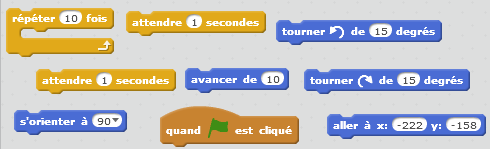 répéter 10 fois
attendre 1 secondes
tourner de 15 degrés
attendre 1 secondes
avancer de 10
tourner de 15 degrés
s'orienter à 90
quand est cliqué
aller à x: -222 y: -158